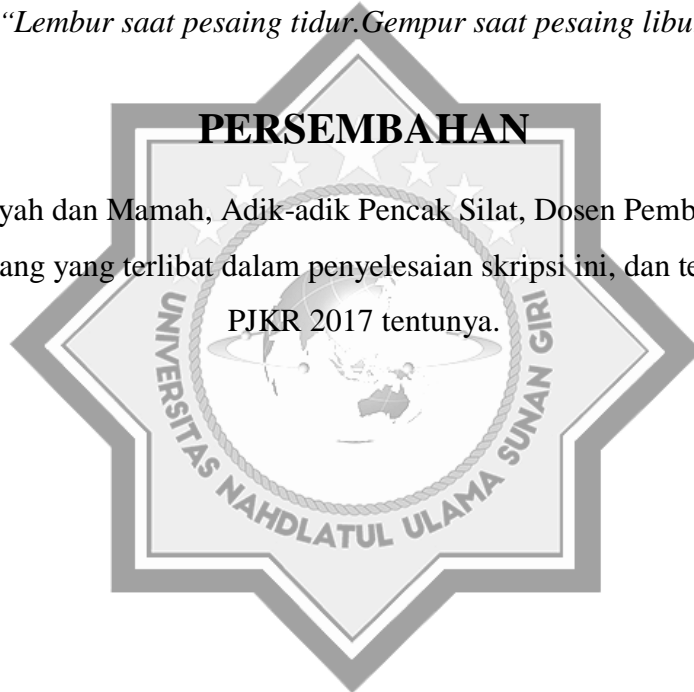 “Lembur saat pesaing tidur.Gempur saat pesaing libu
PERSEMBAHAN
yah dan Mamah, Adik-adik Pencak Silat, Dosen Pemb
ang yang terlibat dalam penyelesaian skripsi ini, dan te
PJKR 2017 tentunya.
UNIVERSITAS NAHDLATUL ULAMA SUNAN GIRI